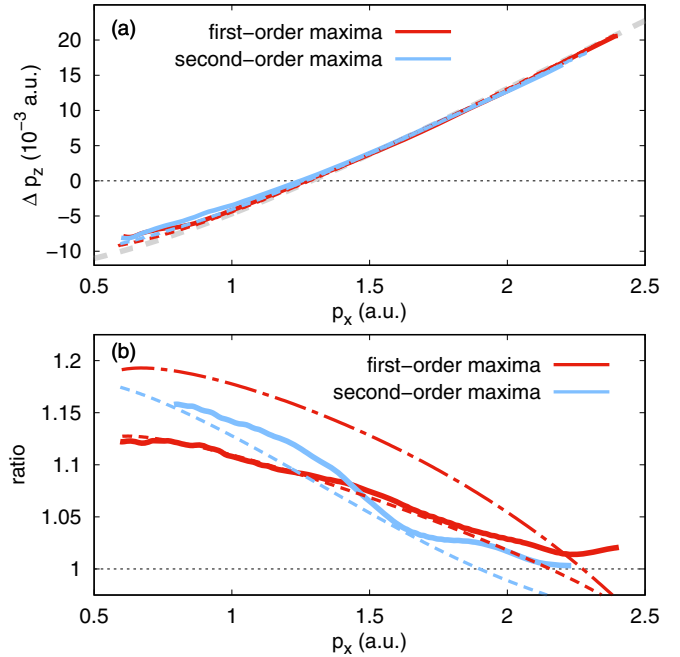 (a)
first-order maxima
second-order maxima
20
15
10
5
0
−5
−10
Δ p_z (10⁻³ a.u.)
0.5 1 1.5 2 2.5
p_x (a.u.)
(b)
first-order maxima
second-order maxima
1.2
1.15
1.1
1.05
1
ratio
0.5 1 1.5 2 2.5
p_x (a.u.)